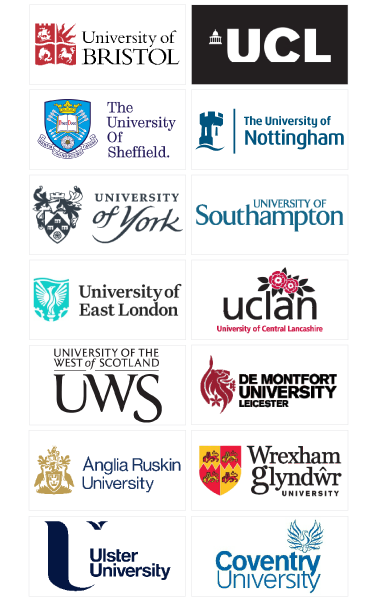 University of
BRISTOL
UCL
The
University
Of
Sheffield.
The University of
Nottingham
UNIVERSITY
of York
UNIVERSITY OF
Southampton
University of
East London
uclan
University of Central Lancashire
UNIVERSITY OF THE
WEST of SCOTLAND
UWS
DE MONTFORT
UNIVERSITY
LEICESTER
Anglia Ruskin
University
Wrexham
glyndŵr
UNIVERSITY
Ulster
University
Coventry
University